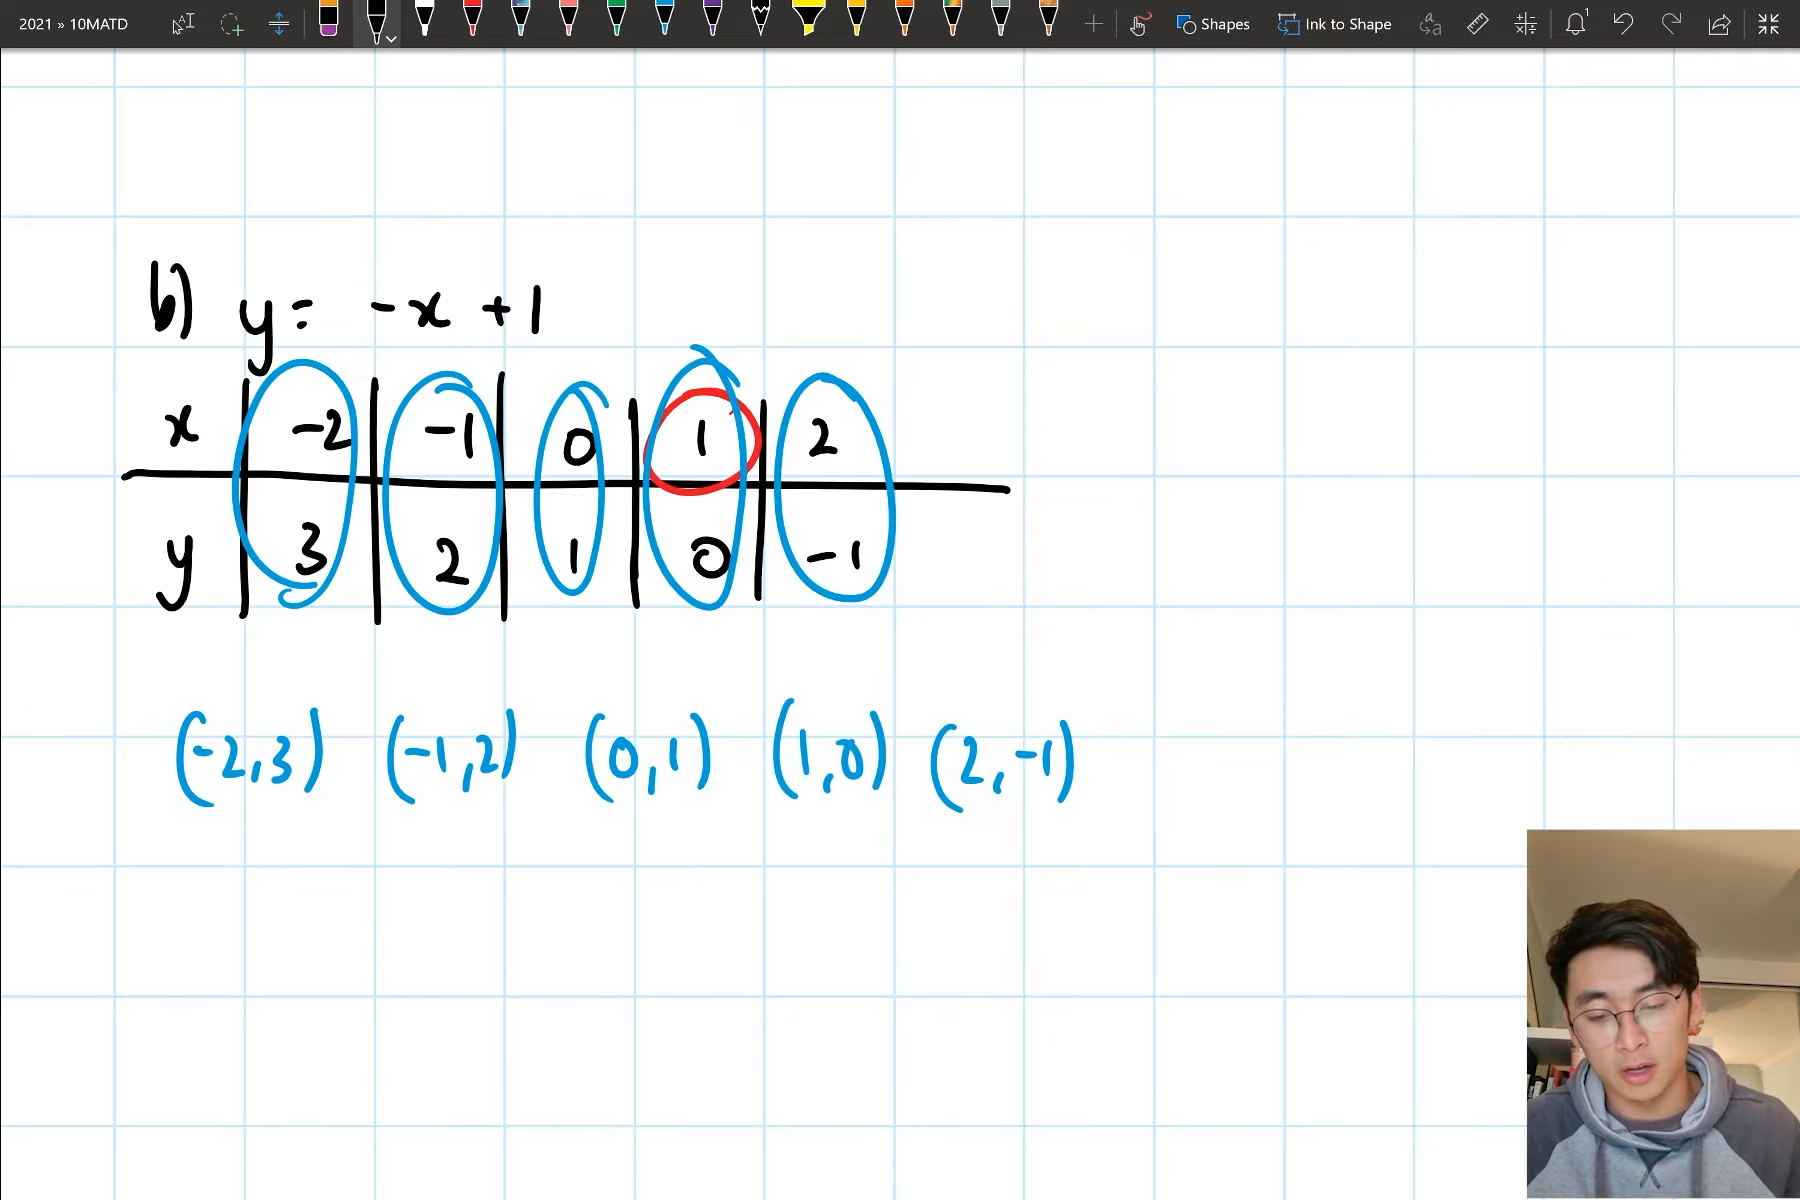 2021 » 10MATD
Shapes
Ink to Shape
1
b) y = -x +1
x -2 -1 0 1 2
y 3 2 1 0 -1
(-2,3) (-1,2) (0,1) (1,0) (2,-1)